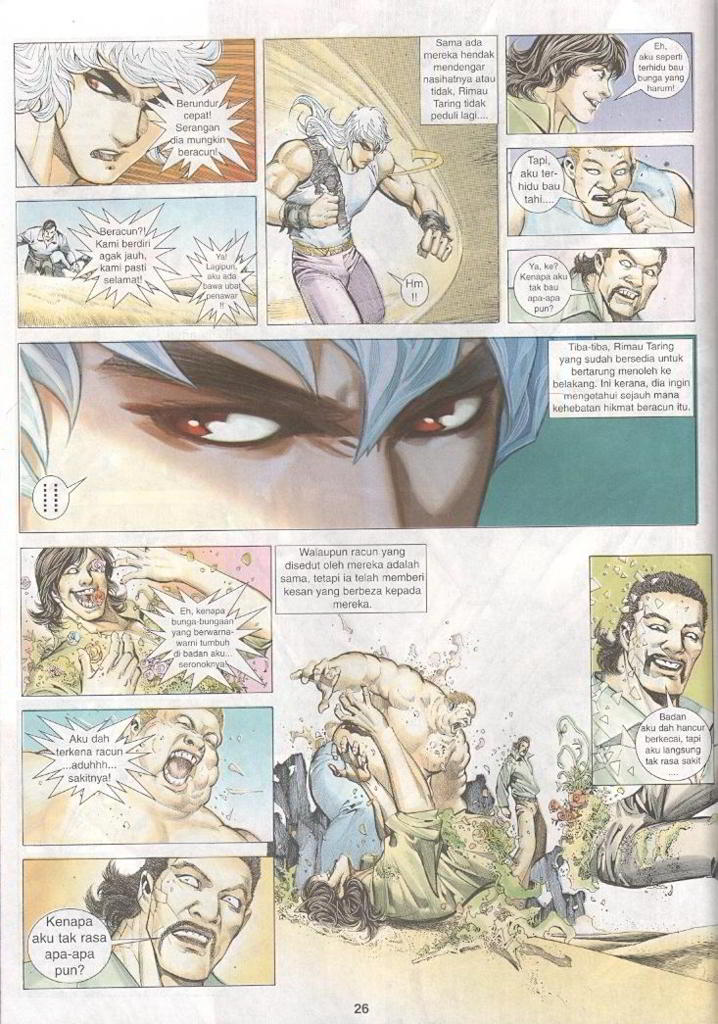 Berundur
cepat!
Serangan
dia mungkin
beracun!
Sama ada
mereka hendak
mendengar
nasihatnya atau
tidak, Rimau
Taring tidak
peduli lagi....
Eh,
aku seperti
terhidu bau
bunga yang
harum!
Tapi,
aku ter-
hidu bau
tahi....
Beracun?!
Kami berdiri
agak jauh,
kami pasti
selamat!
Ya!
Lagipun,
aku ada
bawa ubat
penawar
!!
Hm
!!
Ya, ke?
Kenapa aku
tak bau
apa-apa
pun?
Tiba-tiba, Rimau Taring
yang sudah bersedia untuk
bertarung menoleh ke
belakang. Ini kerana, dia ingin
mengetahui sejauh mana
kehebatan hikmat beracun itu.
Eh, kenapa
bunga-bungaan
yang berwarna-
warni tumbuh
di badan aku...
seronoknya!
Walaupun racun yang
disedut oleh mereka adalah
sama, tetapi ia telah memberi
kesan yang berbeza kepada
mereka.
Aku dah
terkena racun
...aduhhh...
sakitnya!
Badan
aku dah hancur
berkecai, tapi
aku langsung
tak rasa sakit
....
Kenapa
aku tak rasa
apa-apa
pun?
26